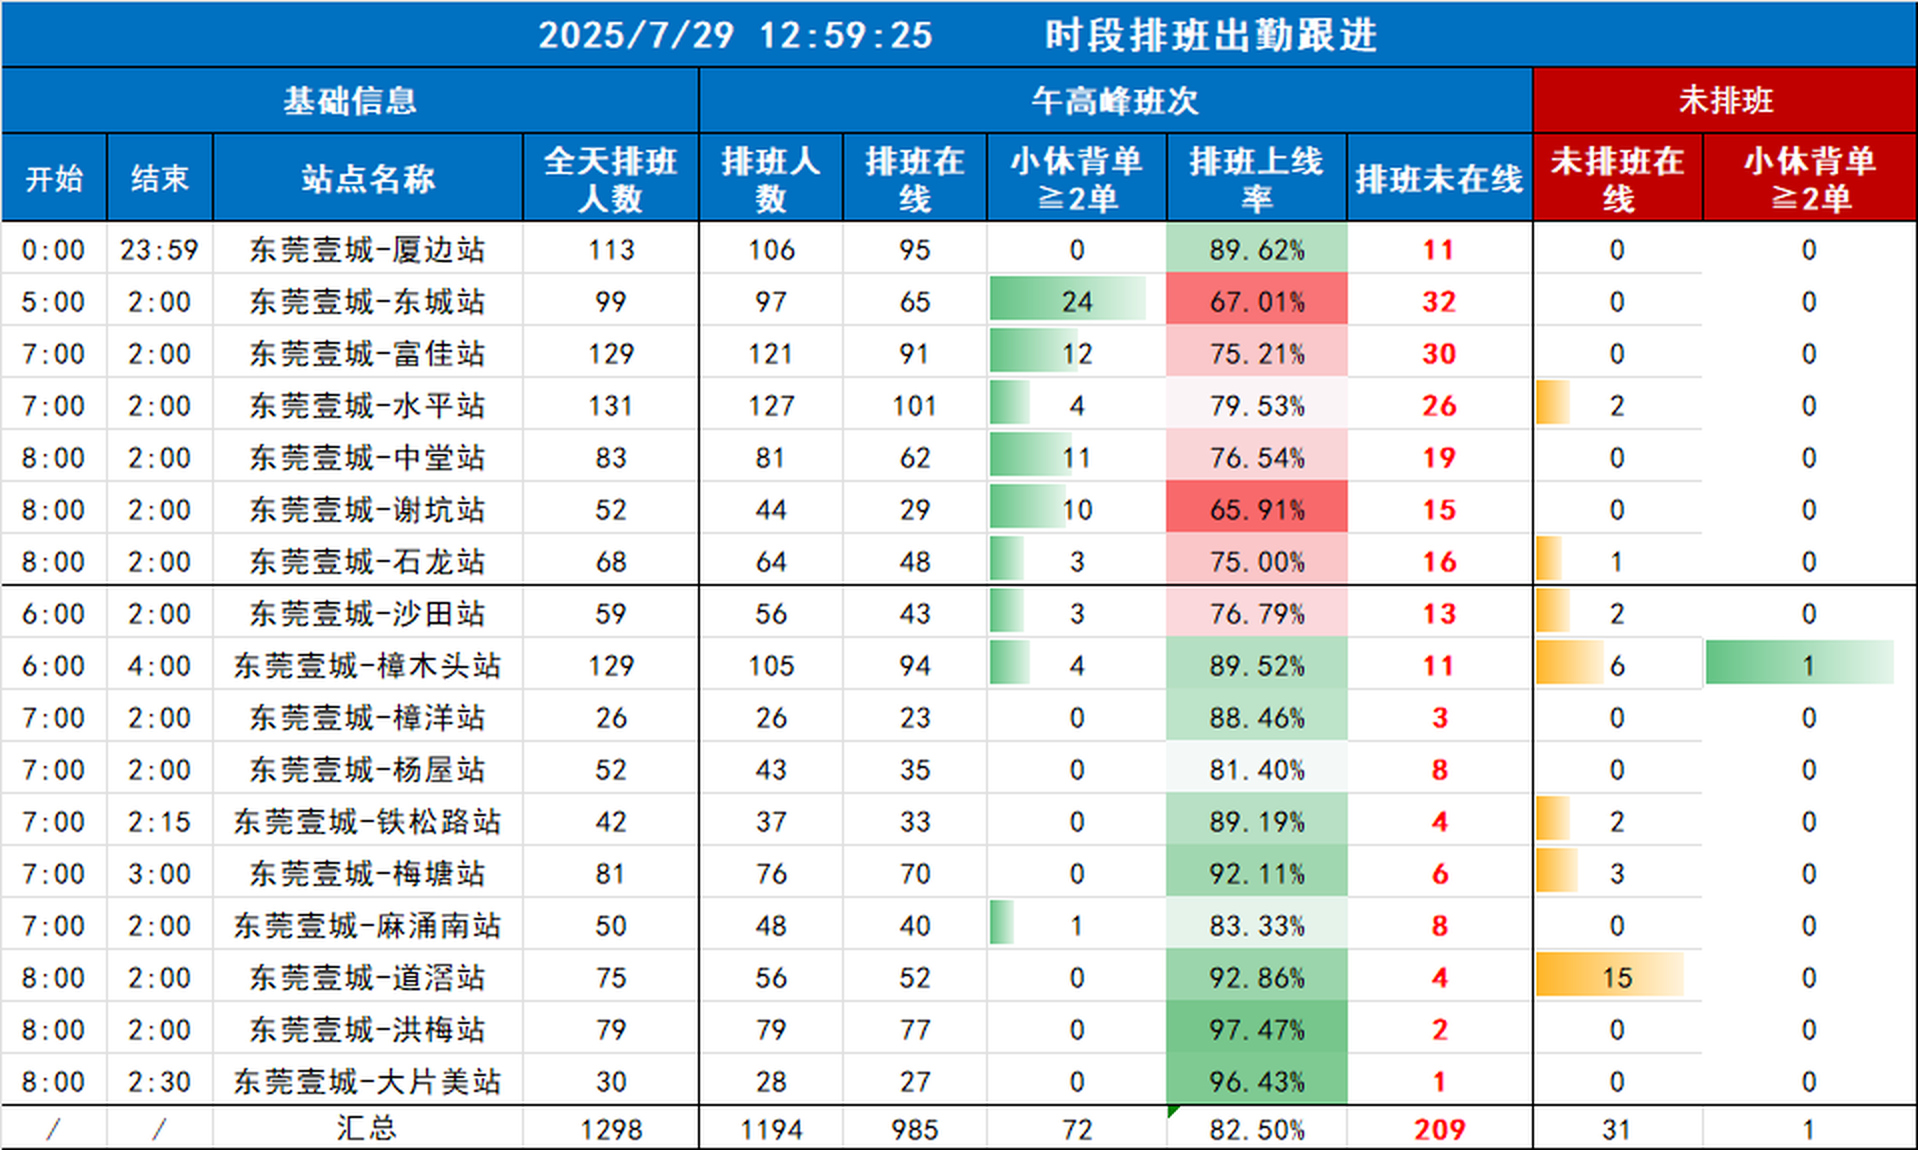 2025/7/29 12:59:25 时段排班出勤跟进
基础信息 午高峰班次 未排班
开始 结束 站点名称 全天排班人数 排班人数 排班在线 小休背单≧2单 排班上线率 排班未在线 未排班在线 小休背单≧2单
0:00 23:59 东莞壹城-厦边站 113 106 95 0 89.62% 11 0 0
5:00 2:00 东莞壹城-东城站 99 97 65 24 67.01% 32 0 0
7:00 2:00 东莞壹城-富佳站 129 121 91 12 75.21% 30 0 0
7:00 2:00 东莞壹城-水平站 131 127 101 4 79.53% 26 2 0
8:00 2:00 东莞壹城-中堂站 83 81 62 11 76.54% 19 0 0
8:00 2:00 东莞壹城-谢坑站 52 44 29 10 65.91% 15 0 0
8:00 2:00 东莞壹城-石龙站 68 64 48 3 75.00% 16 1 0
6:00 2:00 东莞壹城-沙田站 59 56 43 3 76.79% 13 2 0
6:00 4:00 东莞壹城-樟木头站 129 105 94 4 89.52% 11 6 1
7:00 2:00 东莞壹城-樟洋站 26 26 23 0 88.46% 3 0 0
7:00 2:00 东莞壹城-杨屋站 52 43 35 0 81.40% 8 0 0
7:00 2:15 东莞壹城-铁松路站 42 37 33 0 89.19% 4 2 0
7:00 3:00 东莞壹城-梅塘站 81 76 70 0 92.11% 6 3 0
7:00 2:00 东莞壹城-麻涌南站 50 48 40 1 83.33% 8 0 0
8:00 2:00 东莞壹城-道滘站 75 56 52 0 92.86% 4 15 0
8:00 2:00 东莞壹城-洪梅站 79 79 77 0 97.47% 2 0 0
8:00 2:30 东莞壹城-大片美站 30 28 27 0 96.43% 1 0 0
/ / 汇总 1298 1194 985 72 82.50% 209 31 1